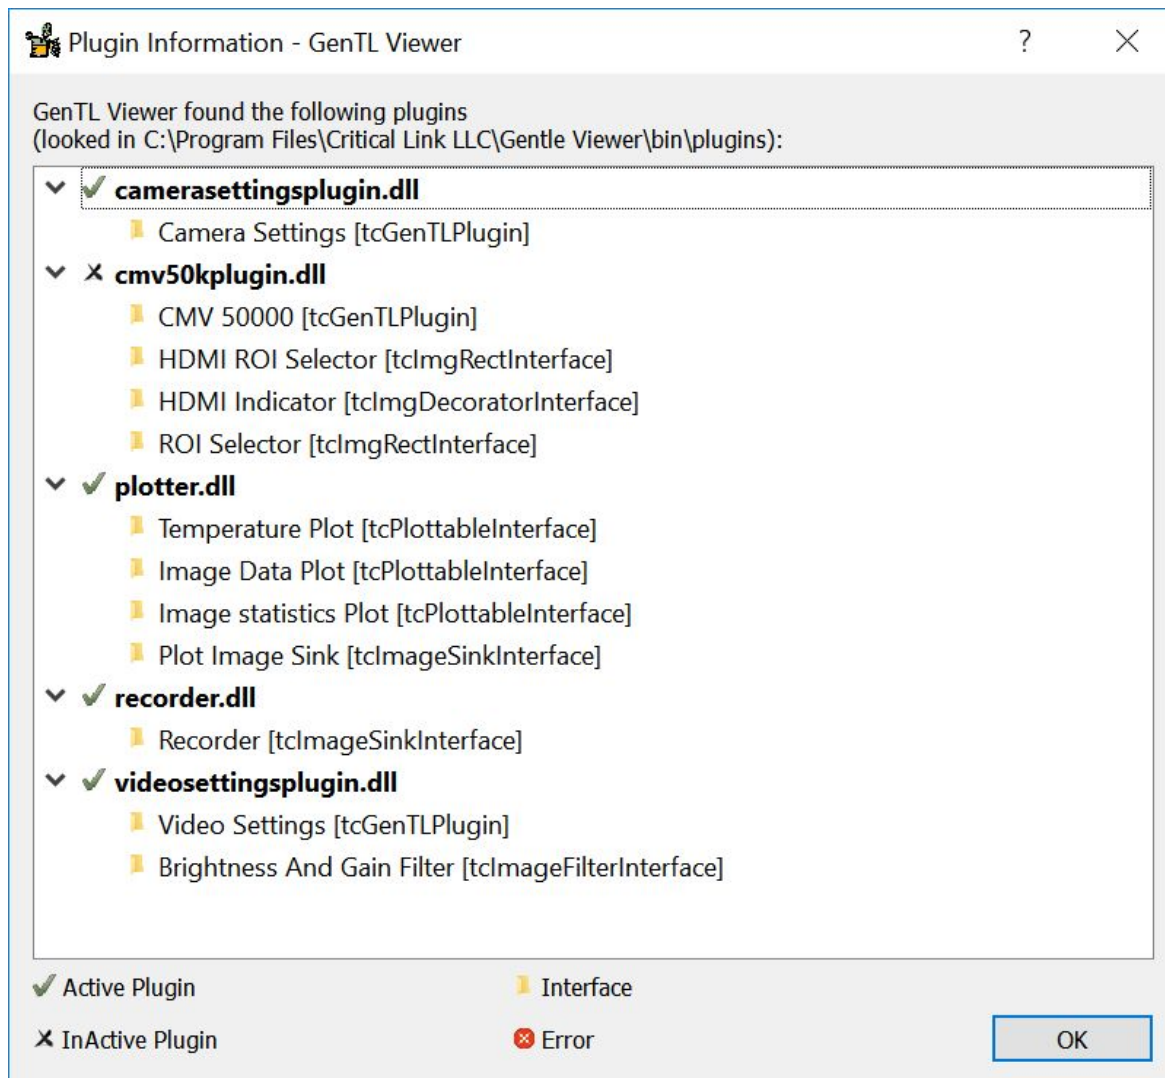 Plugin Information - GenTL Viewer
GenTL Viewer found the following plugins
(looked in C:\Program Files\Critical Link LLC\Gentle Viewer\bin\plugins):
camerasettingsplugin.dll
Camera Settings [tcGenTLPlugin]
cmv50kplugin.dll
CMV 50000 [tcGenTLPlugin]
HDMI ROI Selector [tcImgRectInterface]
HDMI Indicator [tcImgDecoratorInterface]
ROI Selector [tcImgRectInterface]
plotter.dll
Temperature Plot [tcPlottableInterface]
Image Data Plot [tcPlottableInterface]
Image statistics Plot [tcPlottableInterface]
Plot Image Sink [tcImageSinkInterface]
recorder.dll
Recorder [tcImageSinkInterface]
videosettingsplugin.dll
Video Settings [tcGenTLPlugin]
Brightness And Gain Filter [tcImageFilterInterface]
Active Plugin Interface
InActive Plugin Error OK